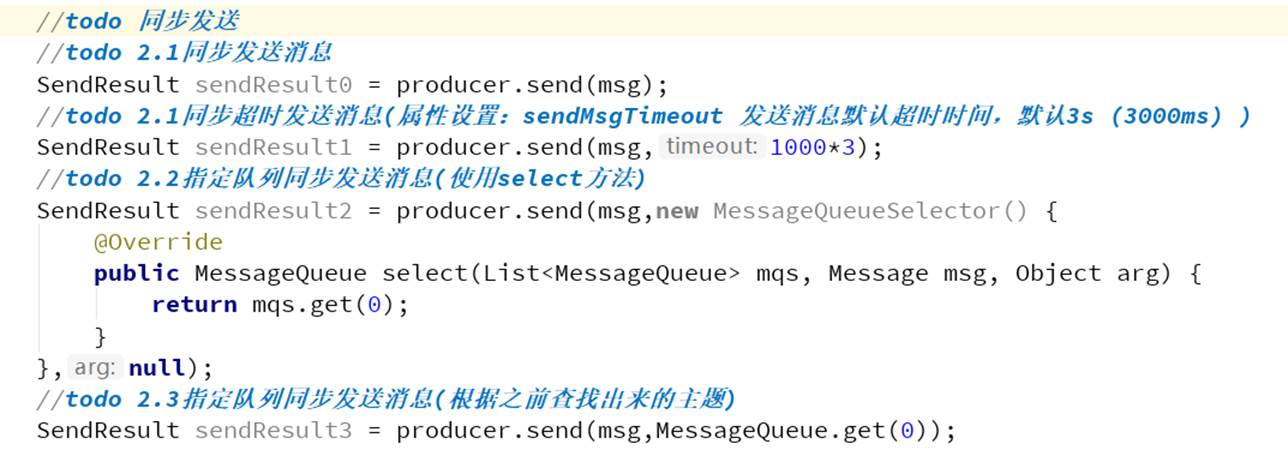 //todo 同步发送
//todo 2.1同步发送消息
SendResult sendResult0 = producer.send(msg);
//todo 2.1同步超时发送消息(属性设置：sendMsgTimeout 发送消息默认超时时间，默认3s (3000ms) )
SendResult sendResult1 = producer.send(msg, timeout: 1000*3);
//todo 2.2指定队列同步发送消息(使用select方法)
SendResult sendResult2 = producer.send(msg,new MessageQueueSelector() {
    @Override
    public MessageQueue select(List<MessageQueue> mqs, Message msg, Object arg) {
        return mqs.get(0);
    }
}, arg: null);
//todo 2.3指定队列同步发送消息(根据之前查找出来的主题)
SendResult sendResult3 = producer.send(msg,MessageQueue.get(0));